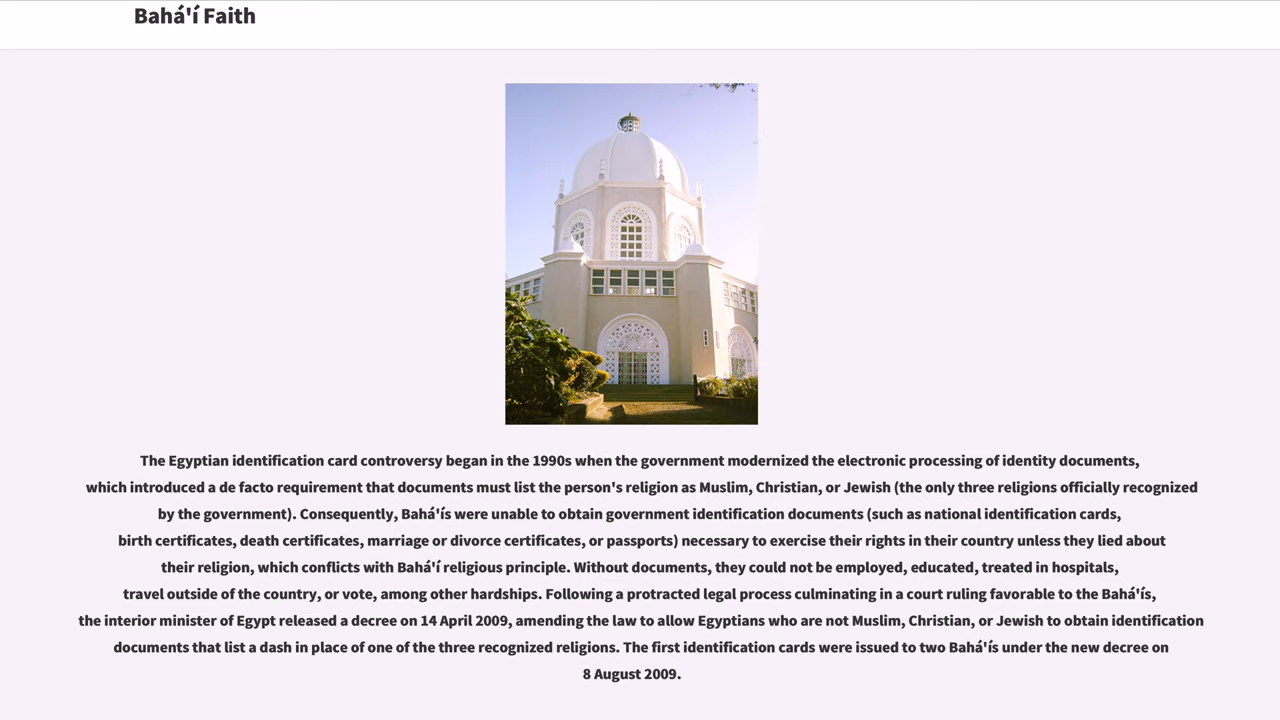 Bahá'í Faith
The Egyptian identification card controversy began in the 1990s when the government modernized the electronic processing of identity documents,
which introduced a de facto requirement that documents must list the person's religion as Muslim, Christian, or Jewish (the only three religions officially recognized
by the government). Consequently, Bahá'ís were unable to obtain government identification documents (such as national identification cards,
birth certificates, death certificates, marriage or divorce certificates, or passports) necessary to exercise their rights in their country unless they lied about
their religion, which conflicts with Bahá'í religious principle. Without documents, they could not be employed, educated, treated in hospitals,
travel outside of the country, or vote, among other hardships. Following a protracted legal process culminating in a court ruling favorable to the Bahá'ís,
the interior minister of Egypt released a decree on 14 April 2009, amending the law to allow Egyptians who are not Muslim, Christian, or Jewish to obtain identification
documents that list a dash in place of one of the three recognized religions. The first identification cards were issued to two Bahá'ís under the new decree on
8 August 2009.